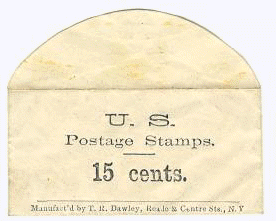 U. S.
Postage Stamps.
15 cents.
Manufact'd by T. R. Dawley, Reade & Centre Sts., N. Y